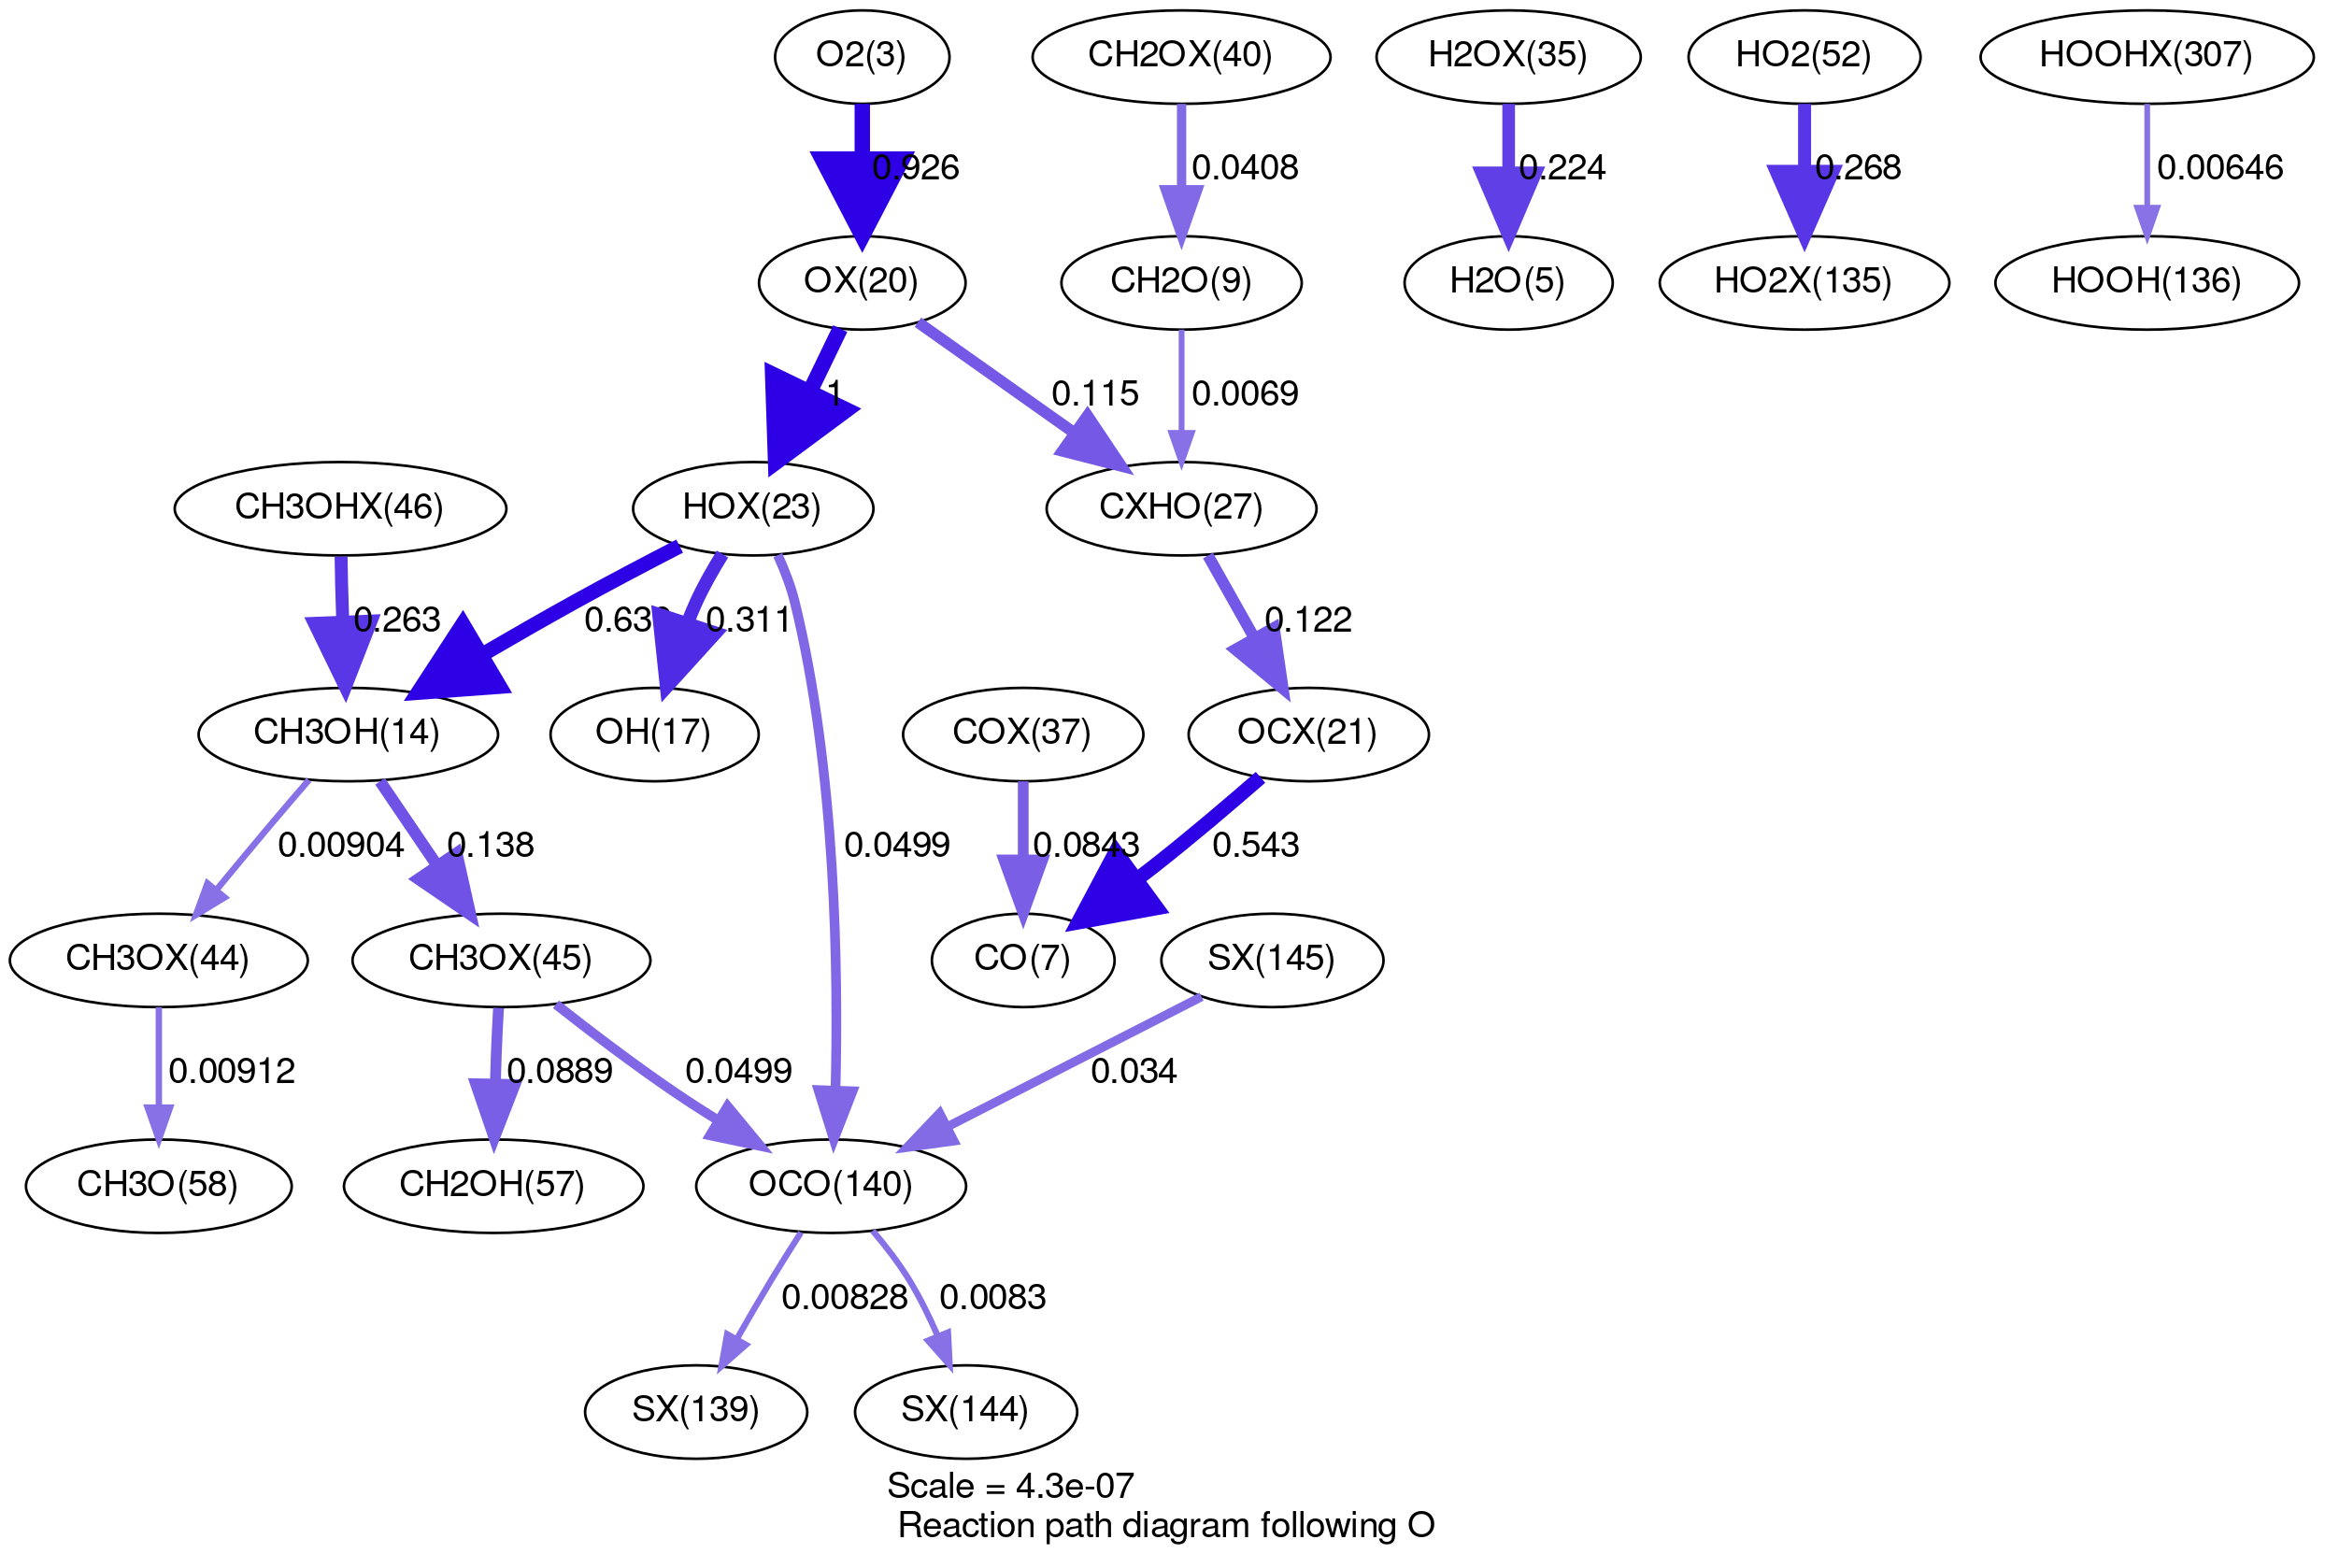 O2(3)
CH2OX(40)
H2OX(35)
HO2(52)
HOOHX(307)
0.926
0.0408
0.224
0.268
0.00646
OX(20)
CH2O(9)
H2O(5)
HO2X(135)
HOOH(136)
1
0.115
0.0069
CH3OHX(46)
HOX(23)
CXHO(27)
0.263
0.311
0.122
CH3OH(14)
OH(17)
COX(37)
OCX(21)
0.00904
0.138
0.0499
0.0843
0.543
CH3OX(44)
CH3OX(45)
CO(7)
SX(145)
0.00912
0.0889
0.0499
0.034
CH3O(58)
CH2OH(57)
OCO(140)
0.00828
0.0083
SX(139)
SX(144)
Scale = 4.3e-07
Reaction path diagram following O